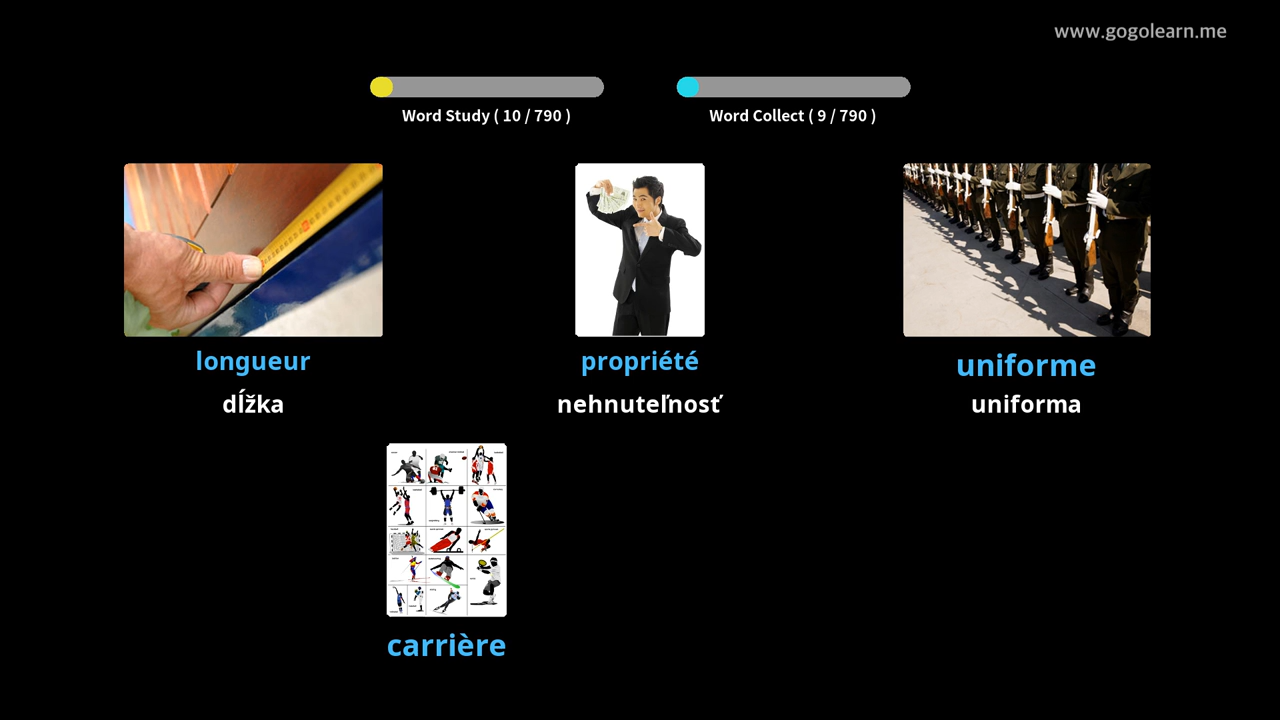 www.gogolearn.me
Word Study ( 10 / 790 )
Word Collect ( 9 / 790 )
longueur
propriété
uniforme
dĺžka
nehnuteľnosť
uniforma
carrière